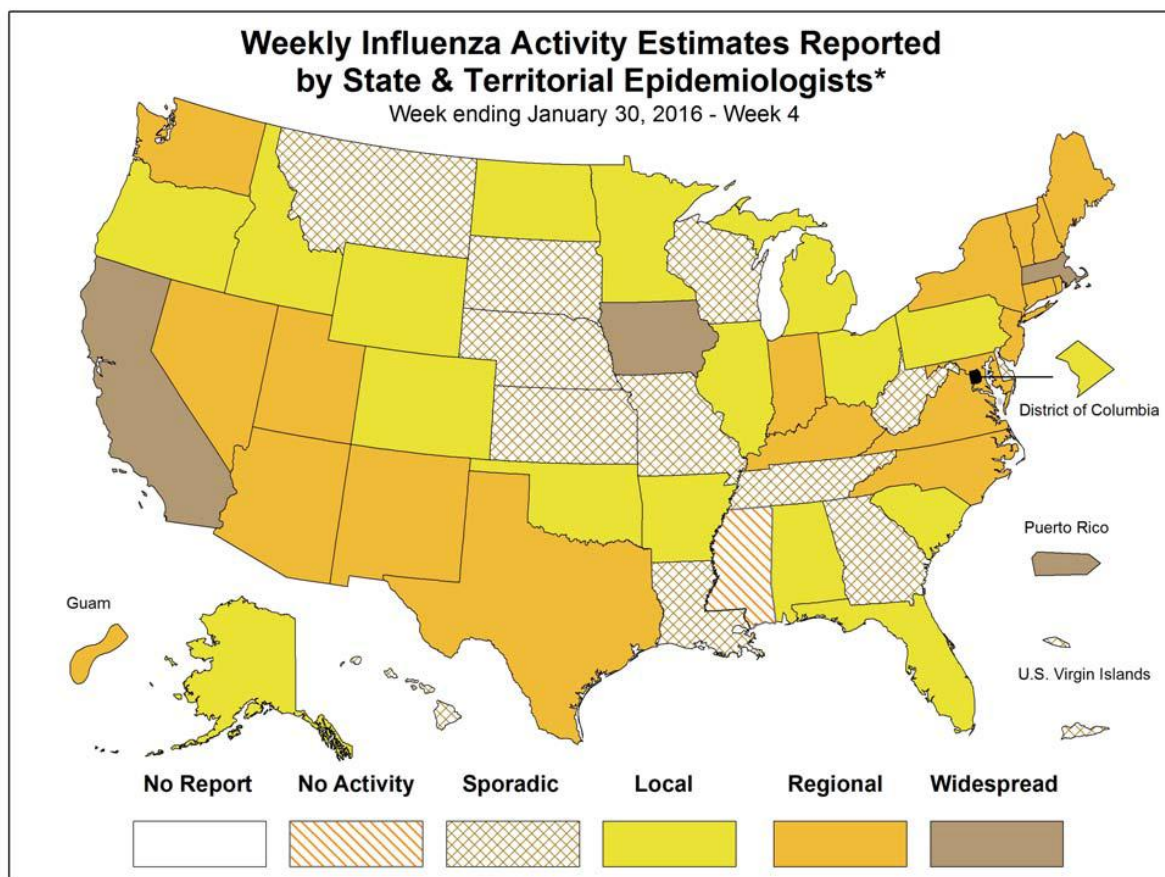 Weekly Influenza Activity Estimates Reported
by State & Territorial Epidemiologists*
Week ending January 30, 2016 - Week 4
District of Columbia
Puerto Rico
Guam
U.S. Virgin Islands
No Report
No Activity
Sporadic
Local
Regional
Widespread